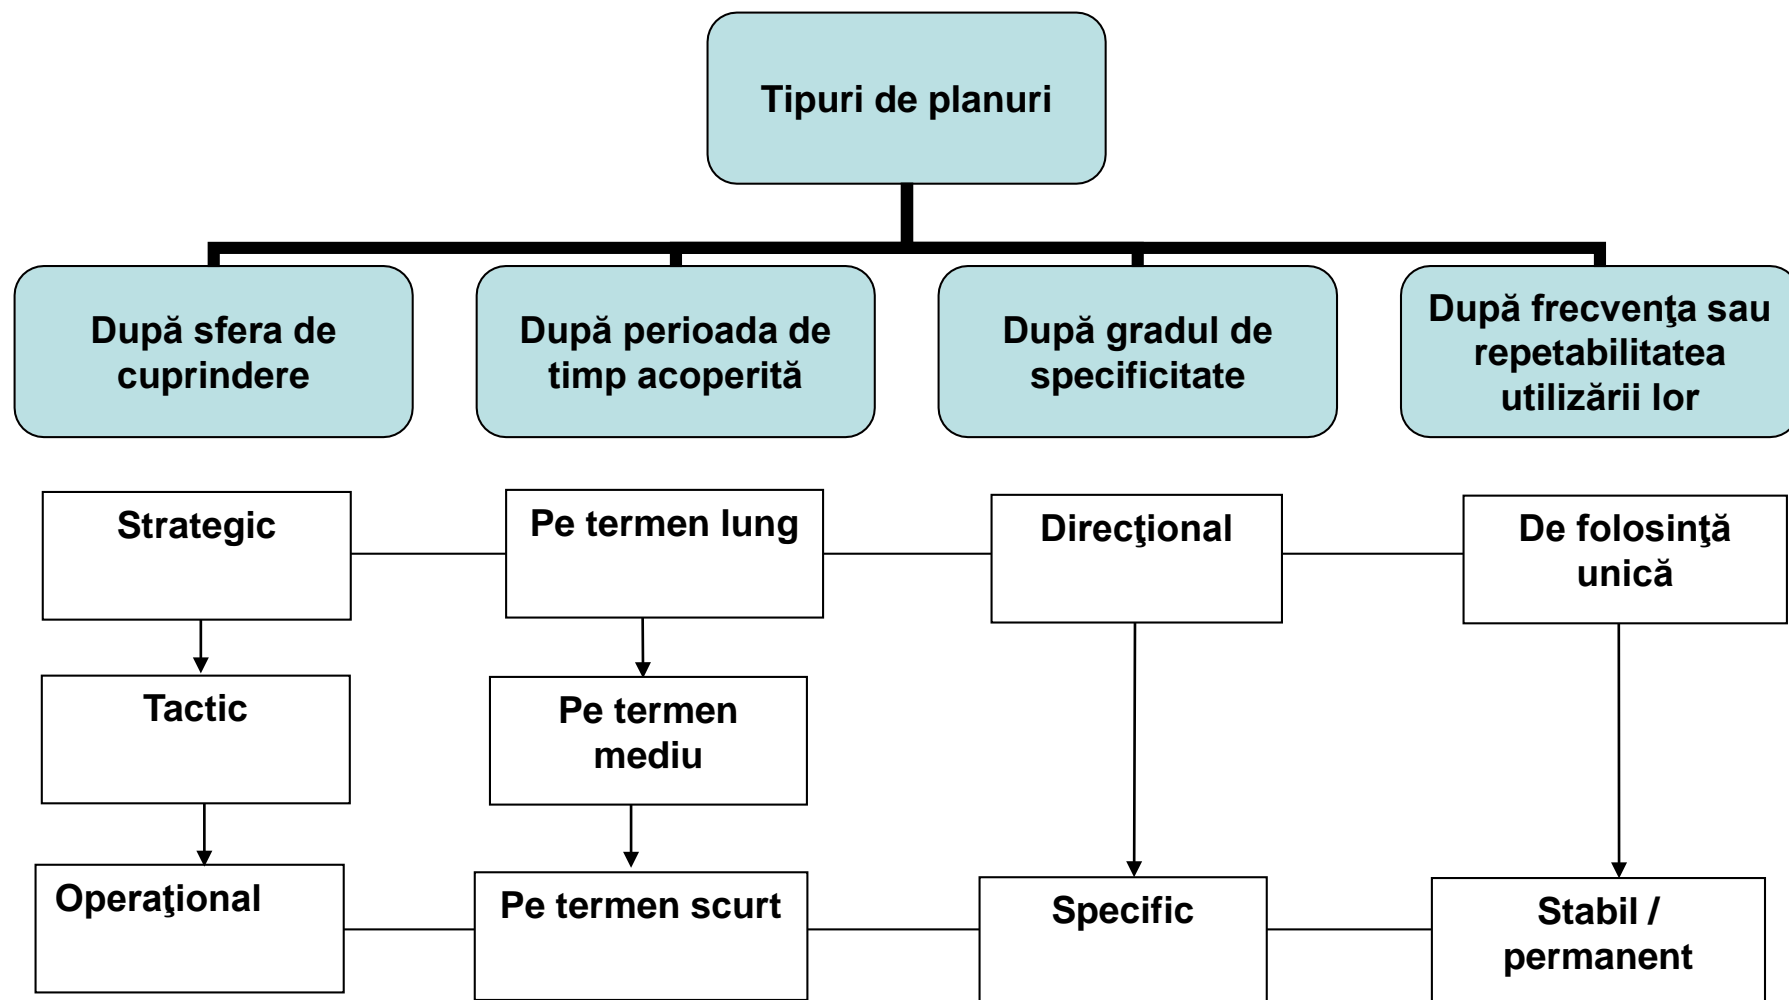 Tipuri de planuri
După sfera de
cuprindere
După perioada de
timp acoperită
După gradul de
specificitate
După frecvenţa sau
repetabilitatea
utilizării lor
Strategic
Pe termen lung
Direcţional
De folosinţă
unică
Tactic
Pe termen
mediu
Operaţional
Pe termen scurt
Specific
Stabil /
permanent